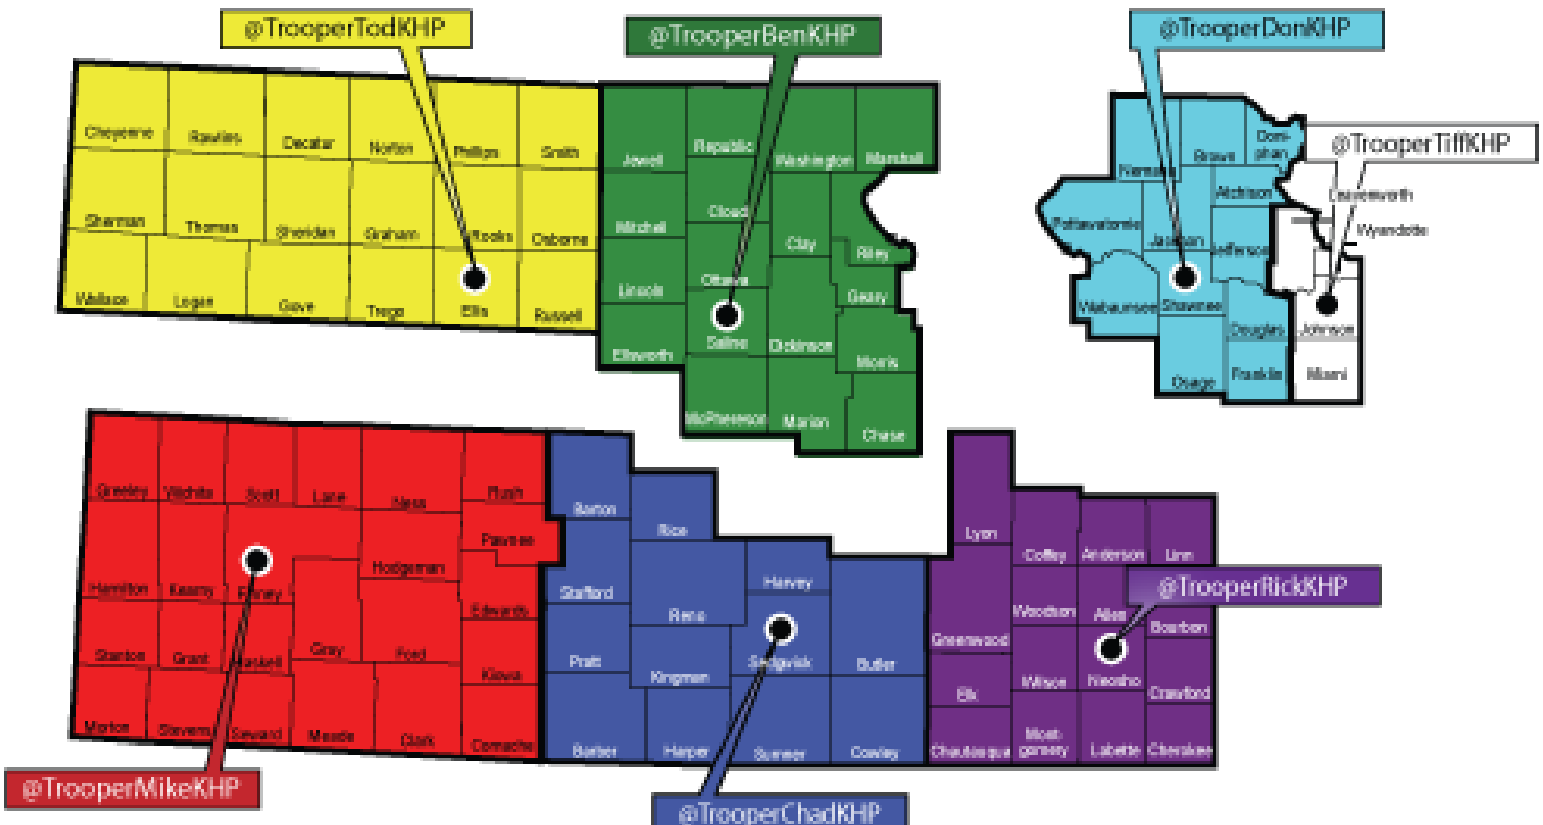 @TrooperTodKHP
@TrooperBenKHP
@TrooperDonKHP
@TrooperTiffKHP
Cheyenne Rawlins Decatur Norton Phillips Smith
Sherman Thomas Sheridan Graham Rooks Osborne
Wallace Logan Gove Trego Ellis Russell
Jewell Republic Washington Marshall
Mitchell Cloud Clay Riley
Lincoln Ottawa Geary
Ellsworth Saline Dickinson Morris
McPherson Marion Chase
Nemaha Brown Doni-
phan
Atchison Leavenworth
Pottawatomie Jackson Jefferson Wyandotte
Wabaunsee Shawnee Douglas Johnson
Osage Franklin Miami
Greeley Wichita Scott Lane Ness Rush
Pawnee
Hamilton Kearny Finney Hodgeman
Edwards
Stanton Grant Haskell Gray Ford
Kiowa
Morton Stevens Seward Meade Clark Comanche
Barton Rice
Stafford Reno Harvey
Pratt Kingman Sedgwick Butler
Barber Harper Sumner Cowley
Lyon Coffey Anderson Linn
Greenwood Woodson Allen Bourbon
Elk Wilson Neosho Crawford
Chautauqua Mont-
gomery Labette Cherokee
@TrooperRickKHP
@TrooperMikeKHP
@TrooperChadKHP